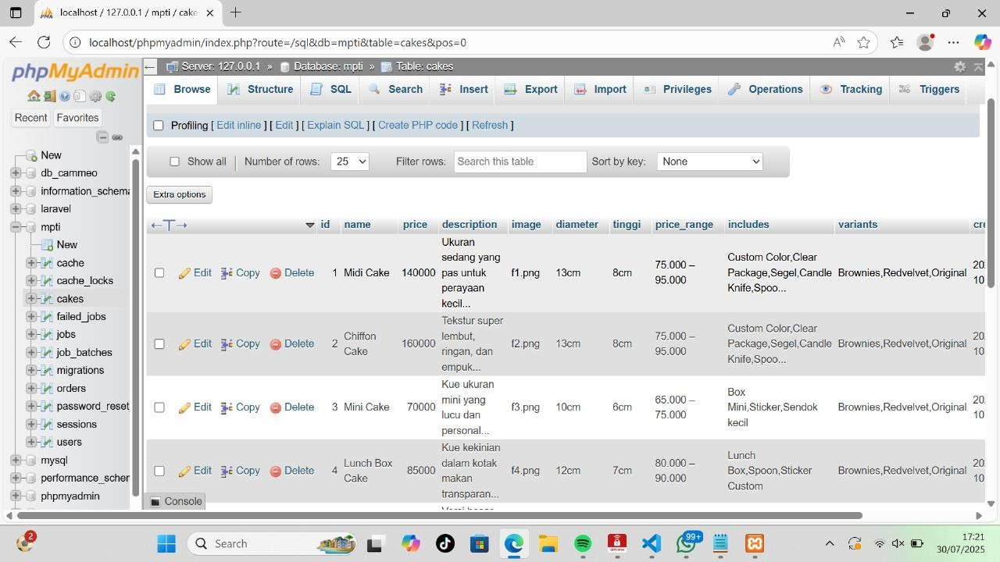 localhost / 127.0.0.1 / mpti / cake
localhost/phpmyadmin/index.php?route=/sql&db=mpti&table=cakes&pos=0
phpMyAdmin
Recent Favorites
New
db_cammeo
information_schema
laravel
mpti
New
cache
cache_locks
cakes
failed_jobs
jobs
job_batches
migrations
orders
password_reset
sessions
users
mysql
performance_scher
phpmyadmin
Server: 127.0.0.1 » Database: mpti » Table: cakes
Browse Structure SQL Search Insert Export Import Privileges Operations Tracking Triggers
Profiling [ Edit inline ] [ Edit ] [ Explain SQL ] [ Create PHP code ] [ Refresh ]
Show all Number of rows: 25 Filter rows: Search this table Sort by key: None
Extra options
id name price description image diameter tinggi price_range includes variants cre
Edit Copy Delete 1 Midi Cake 140000 Ukuran sedang yang pas untuk perayaan kecil... f1.png 13cm 8cm 75.000 – 95.000 Custom Color,Clear Package,Segel,Candle Knife,Spoo... Brownies,Redvelvet,Original 20 10
Edit Copy Delete 2 Chiffon Cake 160000 Tekstur super lembut, ringan, dan empuk... f2.png 13cm 8cm 75.000 – 95.000 Custom Color,Clear Package,Segel,Candle Knife,Spoo... Brownies,Redvelvet,Original 20 10
Edit Copy Delete 3 Mini Cake 70000 Kue ukuran mini yang lucu dan personal... f3.png 10cm 6cm 65.000 – 75.000 Box Mini,Sticker,Sendok kecil Brownies,Redvelvet,Original 20 10
Edit Copy Delete 4 Lunch Box Cake 85000 Kue kekinian dalam kotak makan transparan... f4.png 12cm 7cm 80.000 – 90.000 Lunch Box,Spoon,Sticker Custom Brownies,Redvelvet,Original 20 10
Console
2
Search
99+
17:21
30/07/2025